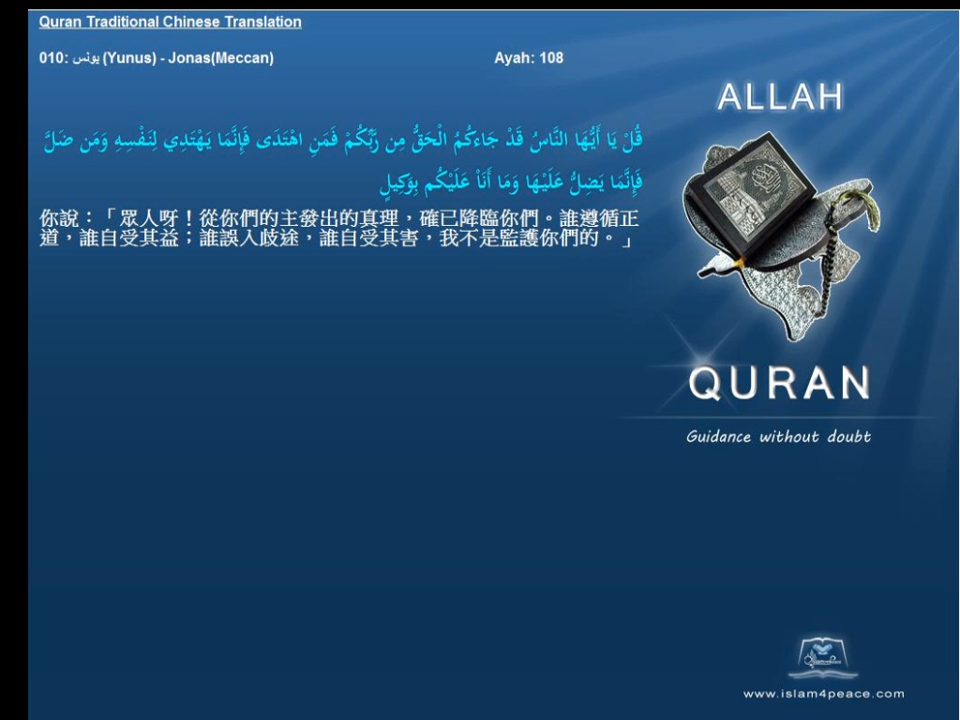 Quran Traditional Chinese Translation
010: يونس (Yunus) - Jonas(Meccan) Ayah: 108
ALLAH
قُلْ يَا أَيُّهَا النَّاسُ قَدْ جَاءكُمُ الْحَقُّ مِن رَّبِّكُمْ فَمَنِ اهْتَدَى فَإِنَّمَا يَهْتَدِي لِنَفْسِهِ وَمَن ضَلَّ
فَإِنَّمَا يَضِلُّ عَلَيْهَا وَمَا أَنَاْ عَلَيْكُم بِوَكِيلٍ
你說：「眾人呀！從你們的主發出的真理，確已降臨你們。誰遵循正
道，誰自受其益；誰誤入歧途，誰自受其害，我不是監護你們的。」
QURAN
Guidance without doubt
www.islam4peace.com